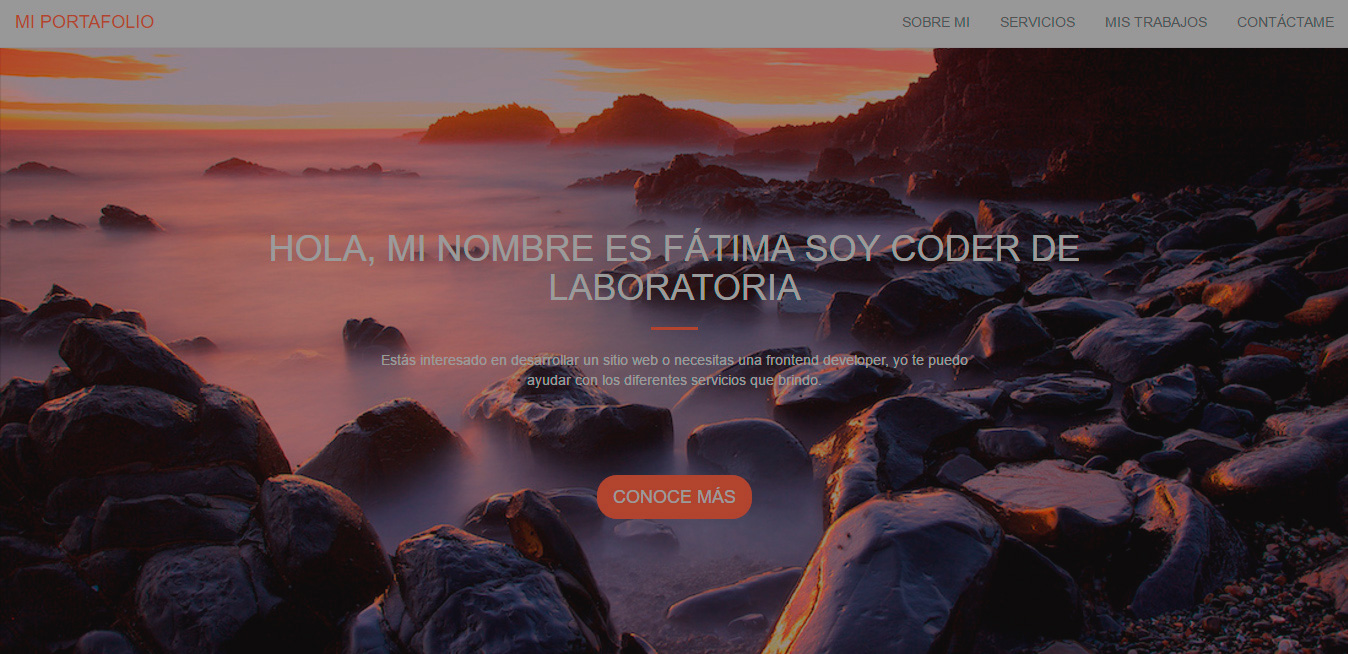 MI PORTAFOLIO
SOBRE MI
SERVICIOS
MIS TRABAJOS
CONTÁCTAME
HOLA, MI NOMBRE ES FÁTIMA SOY CODER DE
LABORATORIA
Estás interesado en desarrollar un sitio web o necesitas una frontend developer, yo te puedo
ayudar con los diferentes servicios que brindo.
CONOCE MÁS